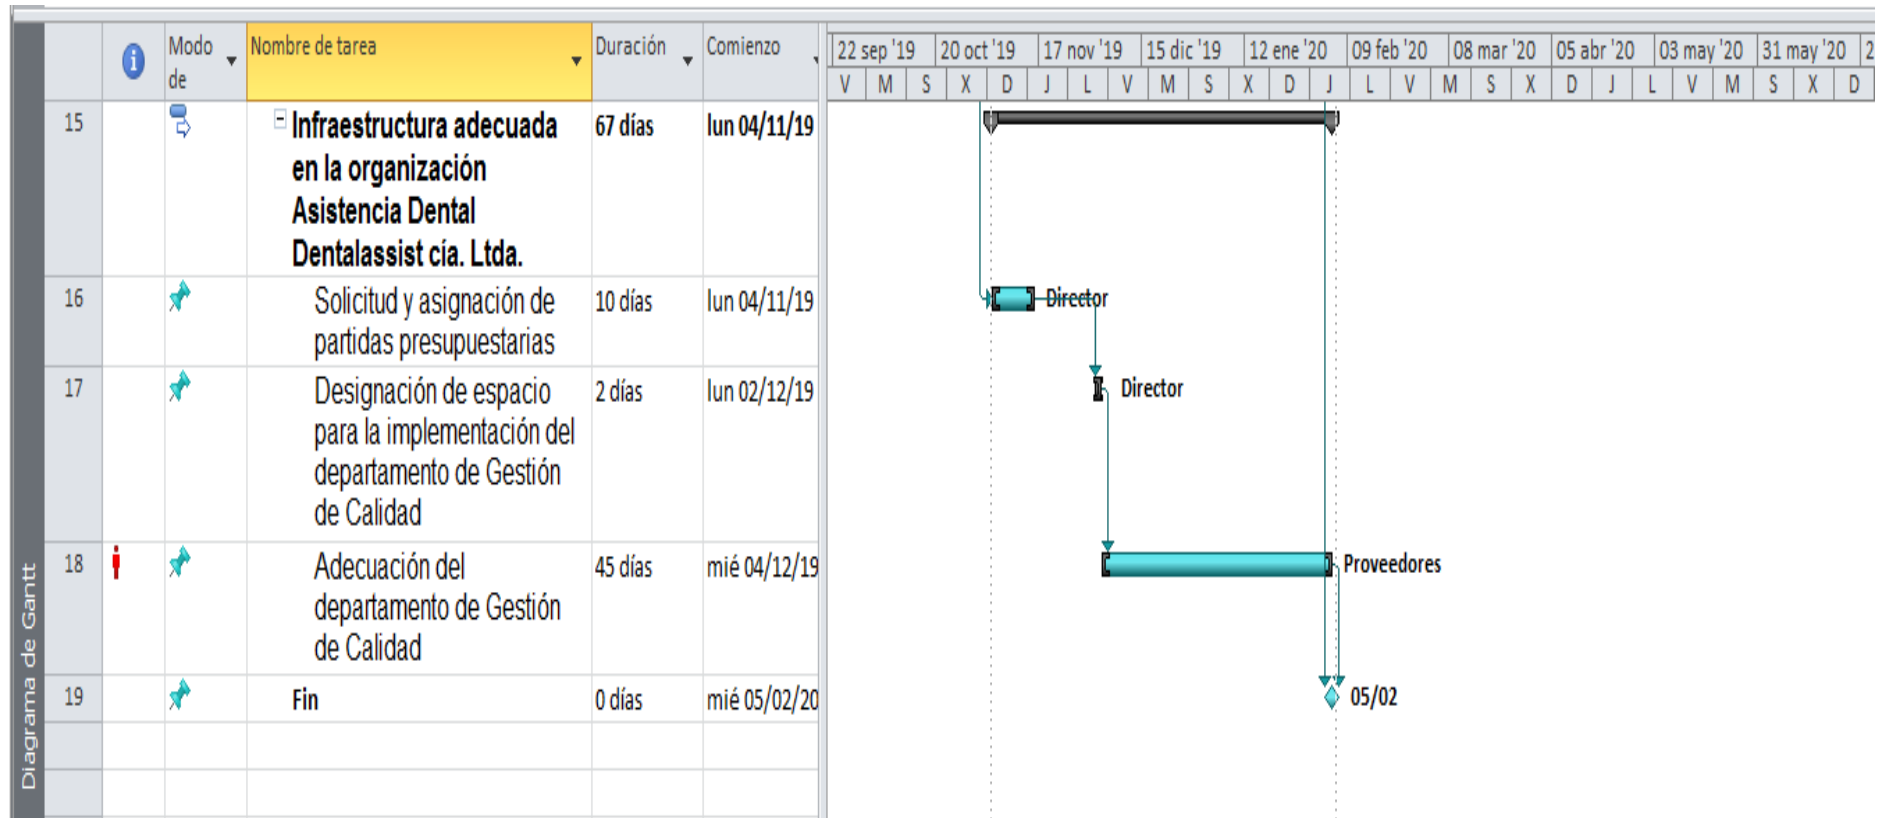 Modo de
Nombre de tarea
Duración
Comienzo
22 sep '19
20 oct '19
17 nov '19
15 dic '19
12 ene '20
09 feb '20
08 mar '20
05 abr '20
03 may '20
31 may '20
2
V M S X D J L V M S X D J L V M S X D J L V M S X D
15
Infraestructura adecuada
en la organización
Asistencia Dental
Dentalassist cía. Ltda.
67 días
lun 04/11/19
16
Solicitud y asignación de
partidas presupuestarias
10 días
lun 04/11/19
Director
17
Designación de espacio
para la implementación del
departamento de Gestión
de Calidad
2 días
lun 02/12/19
Director
18
Adecuación del
departamento de Gestión
de Calidad
45 días
mié 04/12/19
Proveedores
19
Fin
0 días
mié 05/02/20
05/02
Diagrama de Gantt